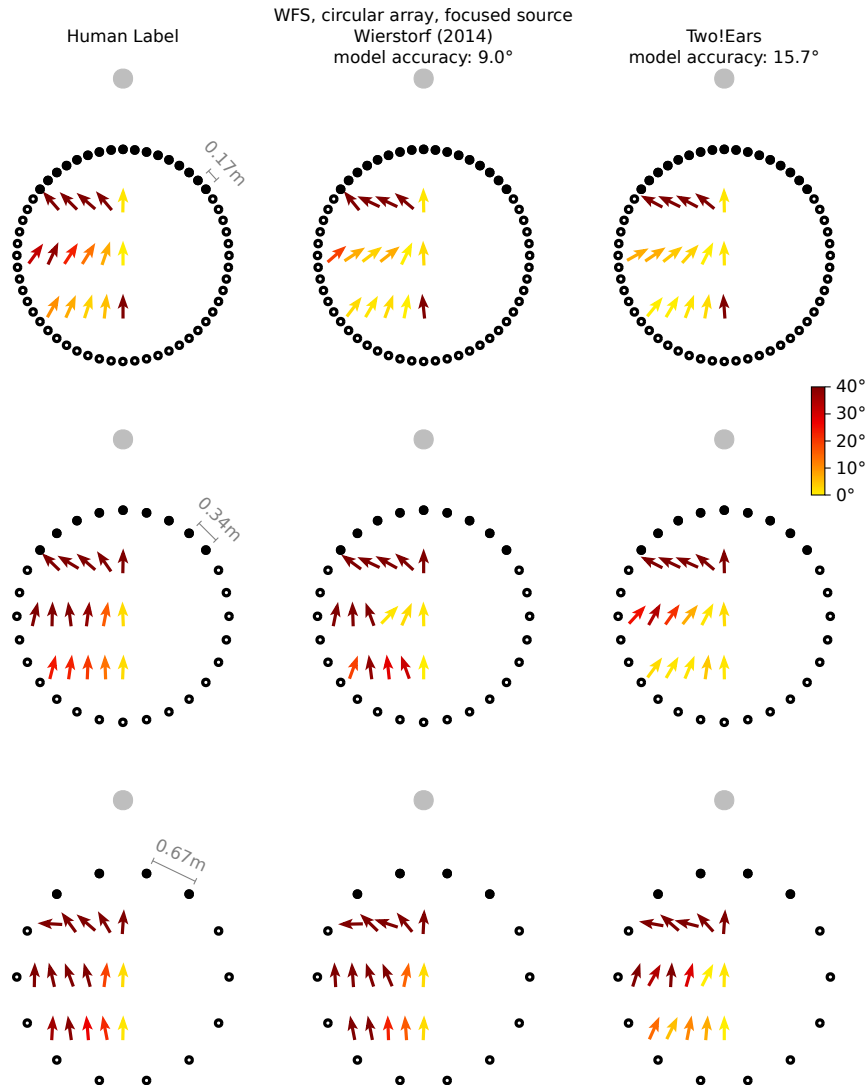 WFS, circular array, focused source
Human Label
Wierstorf (2014)
model accuracy: 9.0°
Two!Ears
model accuracy: 15.7°
0.17m
40°
30°
20°
10°
0°
0.34m
0.67m